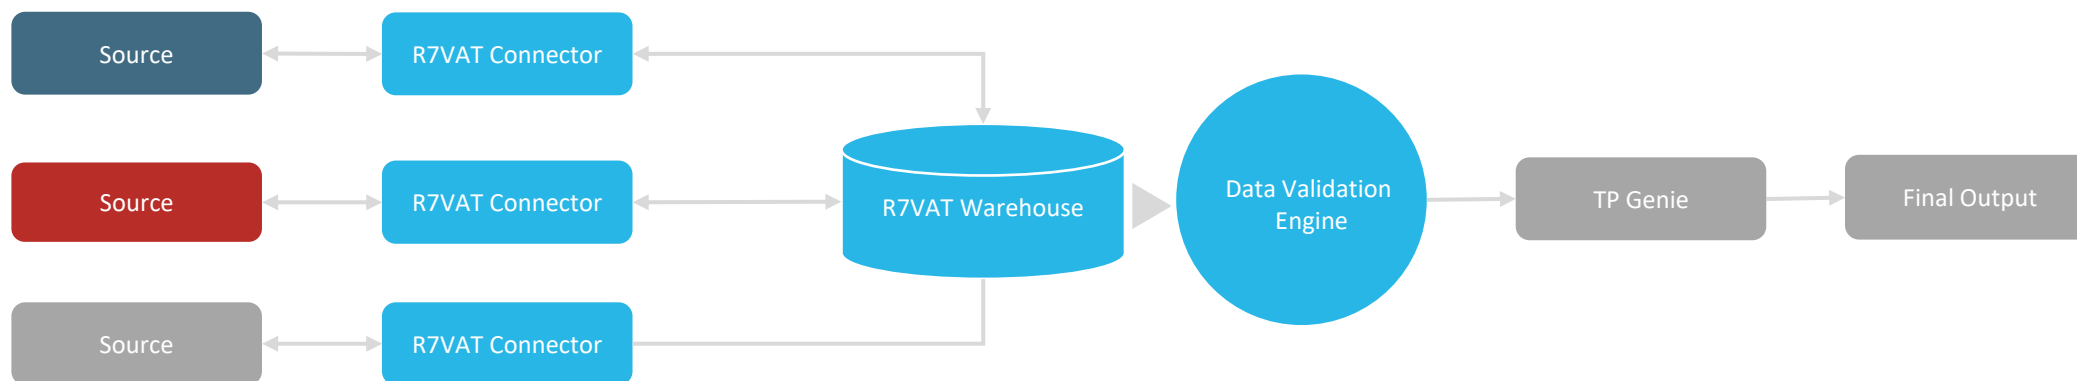 Source
R7VAT Connector
Source
R7VAT Connector
R7VAT Warehouse
Data Validation
Engine
TP Genie
Final Output
Source
R7VAT Connector